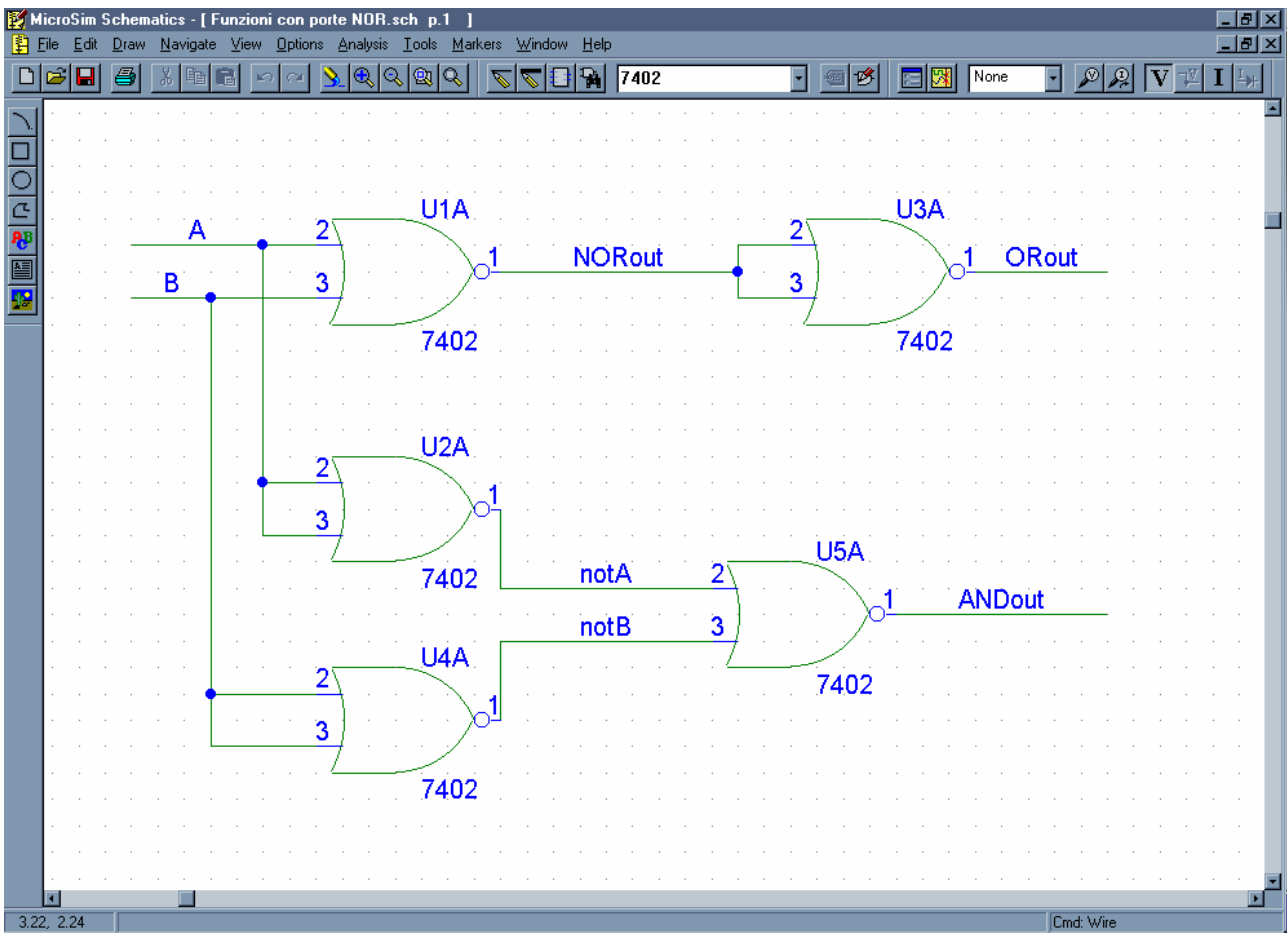 MicroSim Schematics - [ Funzioni con porte NOR.sch p.1 ]
File Edit Draw Navigate View Options Analysis Tools Markers Window Help
7402 None V V I I
ABC
A
U1A
U3A
A
2 1 NORout 2 1 ORout
B
3 3
7402 7402
U2A
2 1
3 U5A
7402 notA 2 1 ANDout
notB 3
U4A
2 7402
1
3
7402
3.22, 2.24 Cmd: Wire